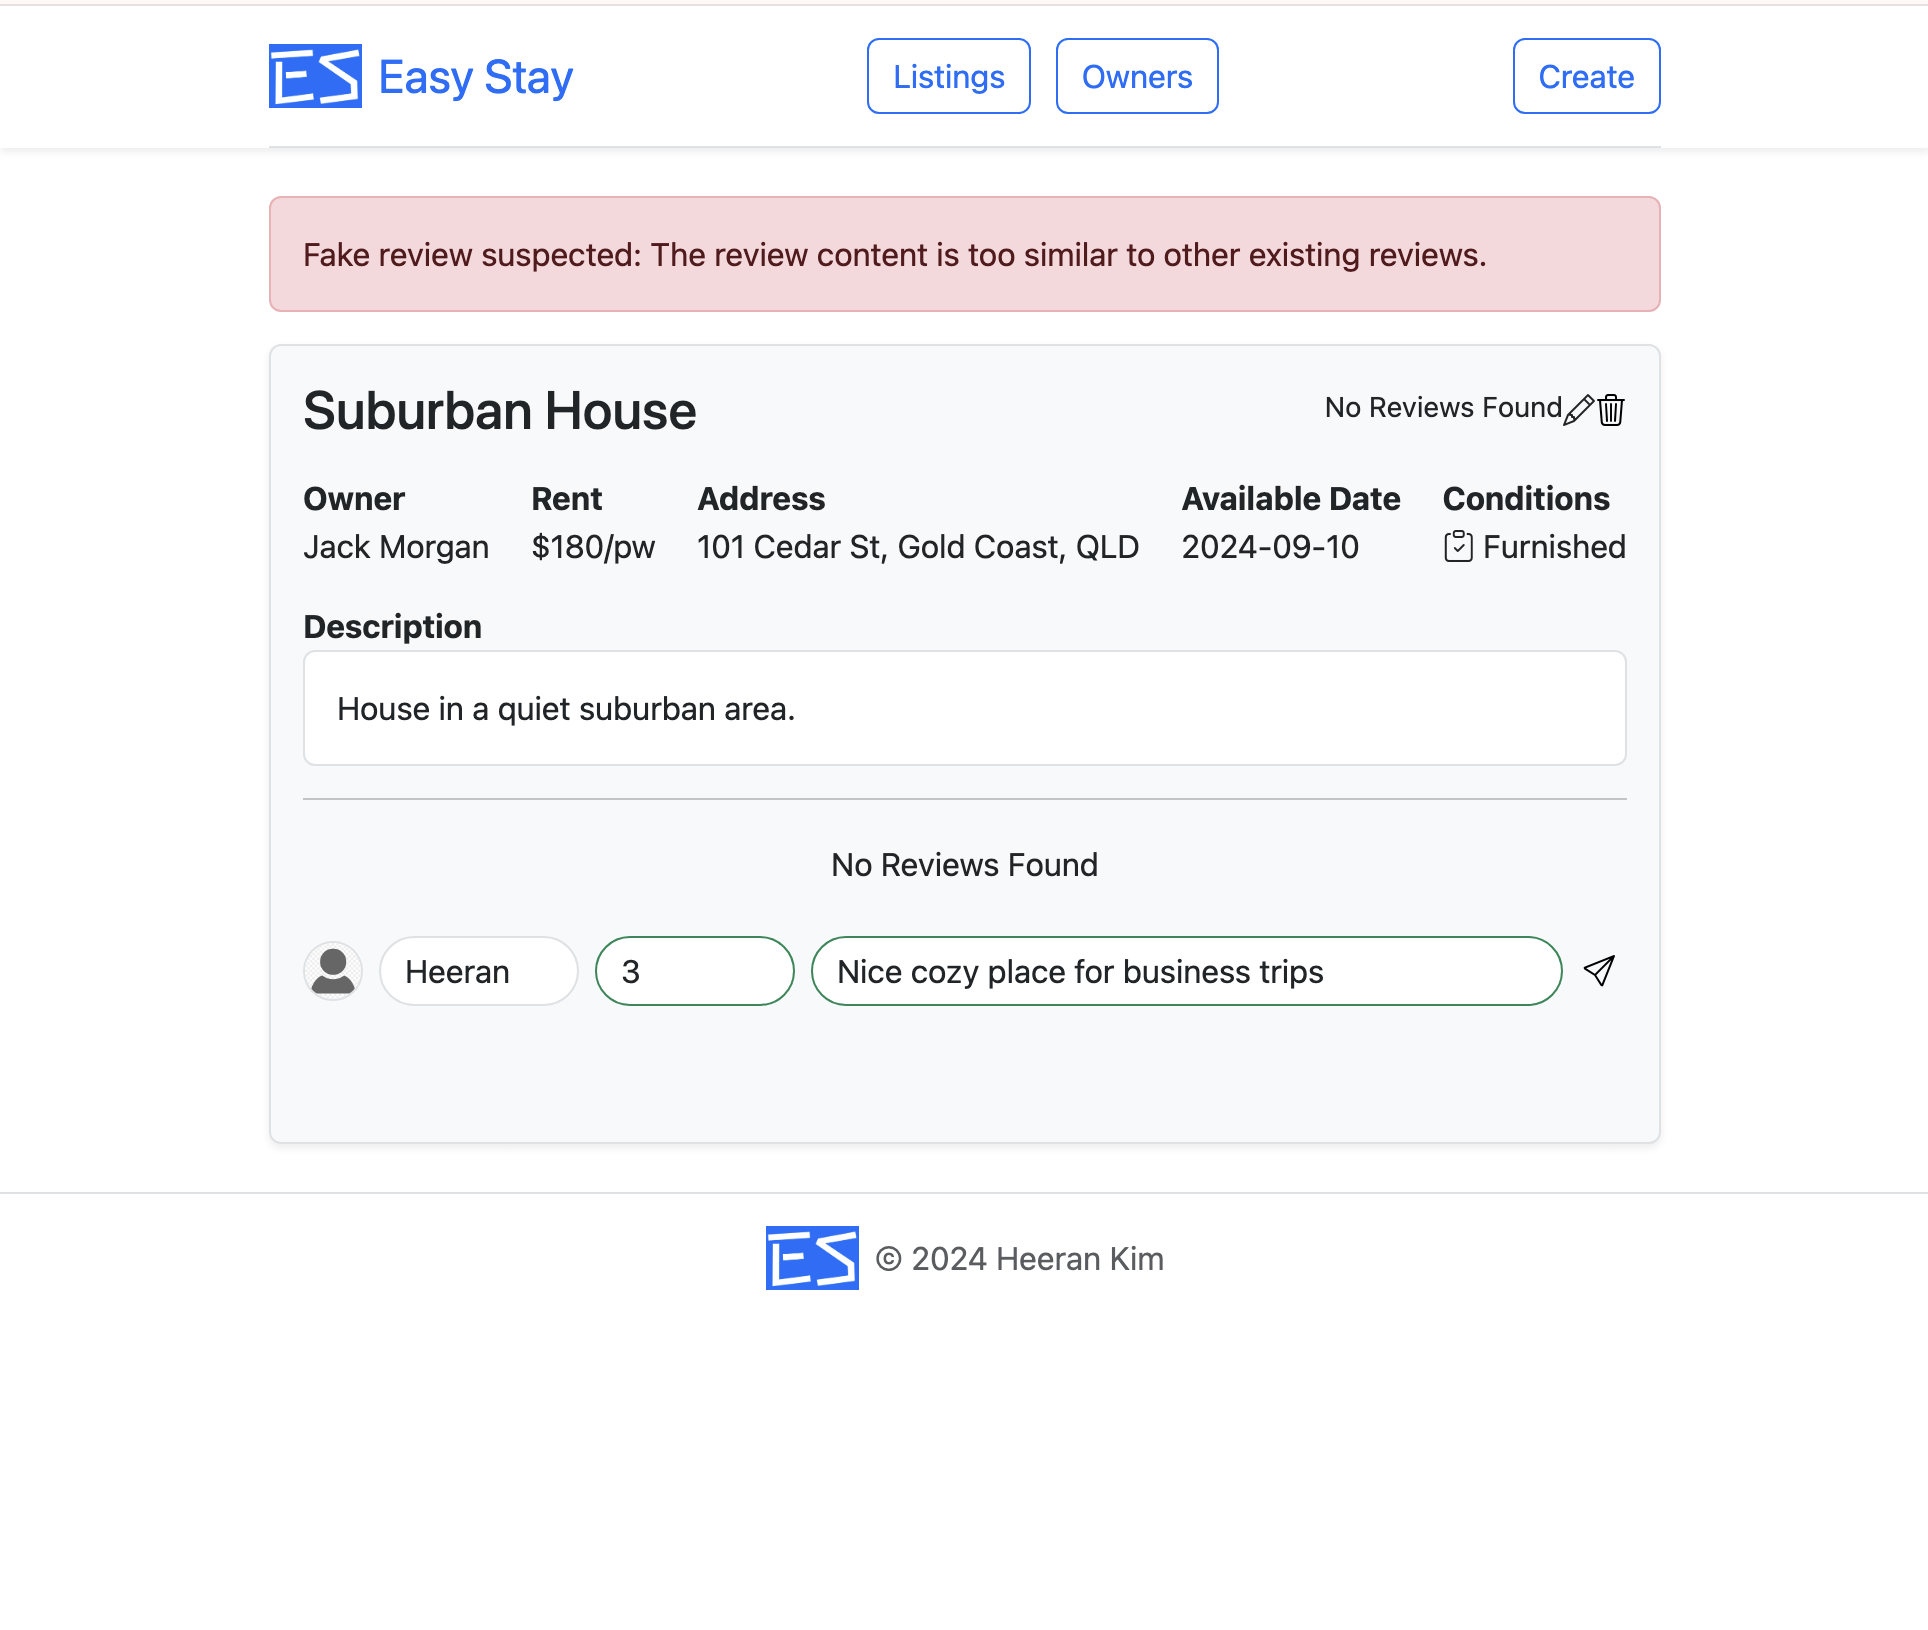 ES Easy Stay
Listings
Owners
Create
Fake review suspected: The review content is too similar to other existing reviews.
Suburban House
No Reviews Found
Owner
Jack Morgan
Rent
$180/pw
Address
101 Cedar St, Gold Coast, QLD
Available Date
2024-09-10
Conditions
Furnished
Description
House in a quiet suburban area.
No Reviews Found
Heeran
3
Nice cozy place for business trips
ES © 2024 Heeran Kim